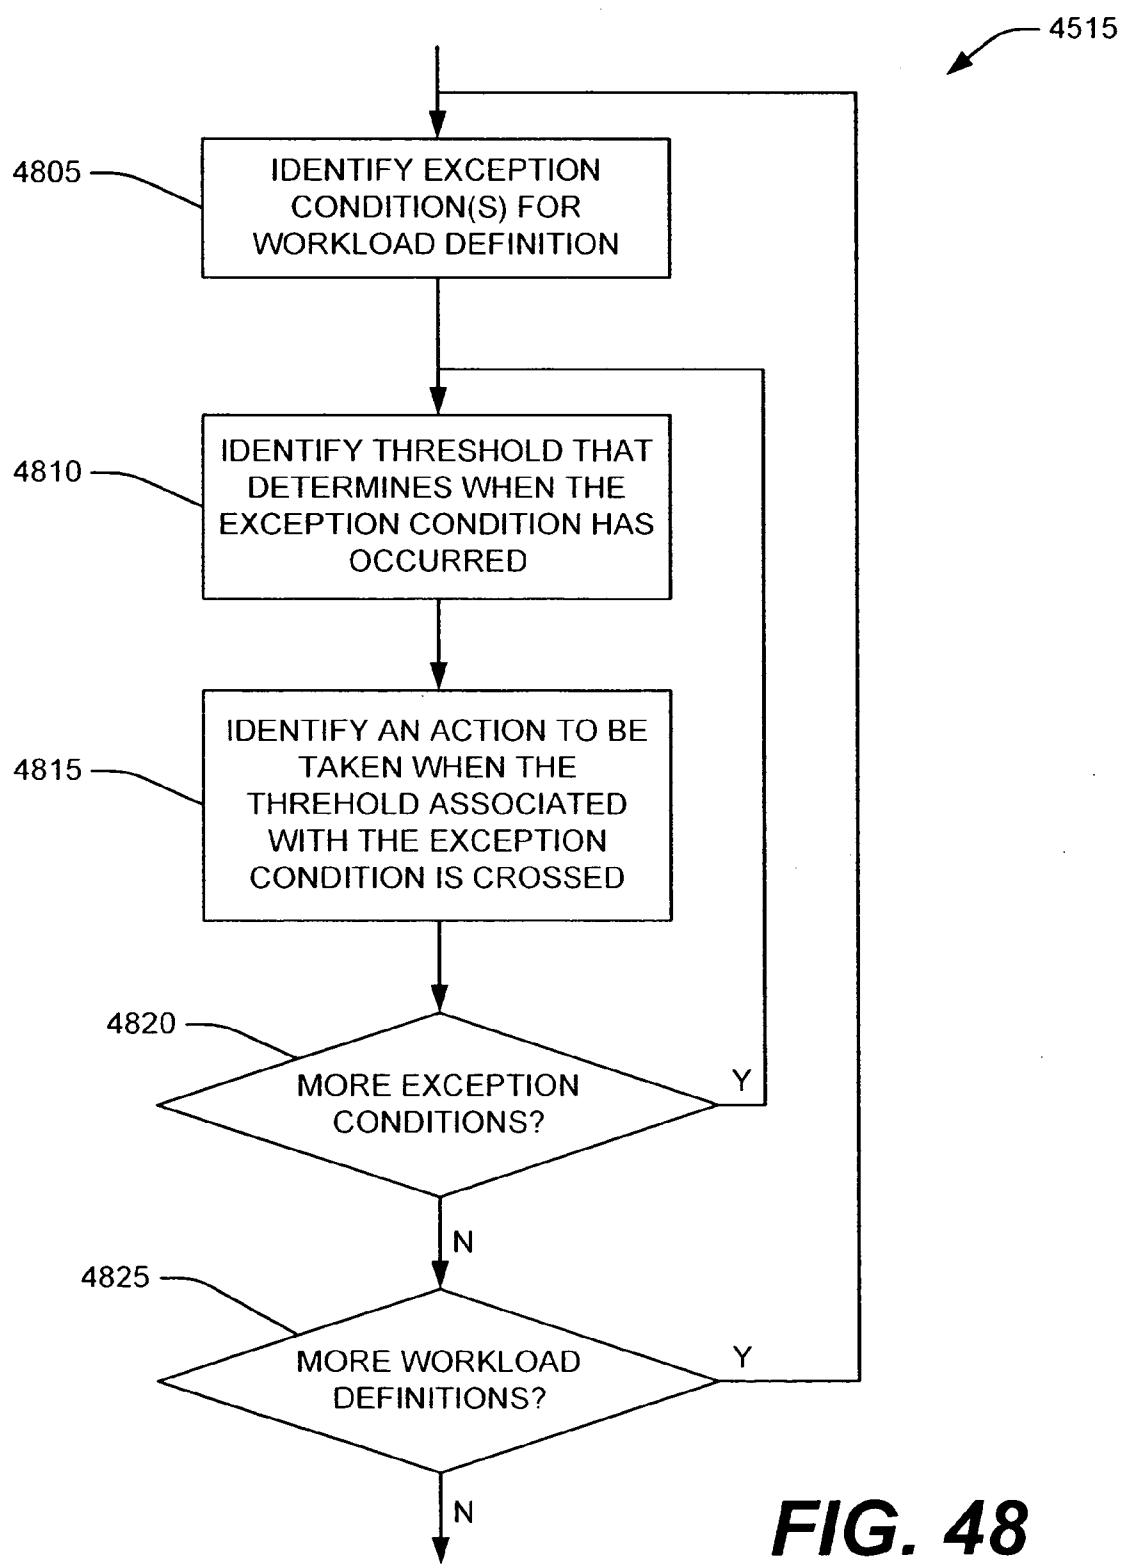 4515
4805
IDENTIFY EXCEPTION
CONDITION(S) FOR
WORKLOAD DEFINITION
4810
IDENTIFY THRESHOLD THAT
DETERMINES WHEN THE
EXCEPTION CONDITION HAS
OCCURRED
4815
IDENTIFY AN ACTION TO BE
TAKEN WHEN THE
THREHOLD ASSOCIATED
WITH THE EXCEPTION
CONDITION IS CROSSED
4820
MORE EXCEPTION
CONDITIONS?
Y
N
4825
MORE WORKLOAD
DEFINITIONS?
Y
N
FIG. 48